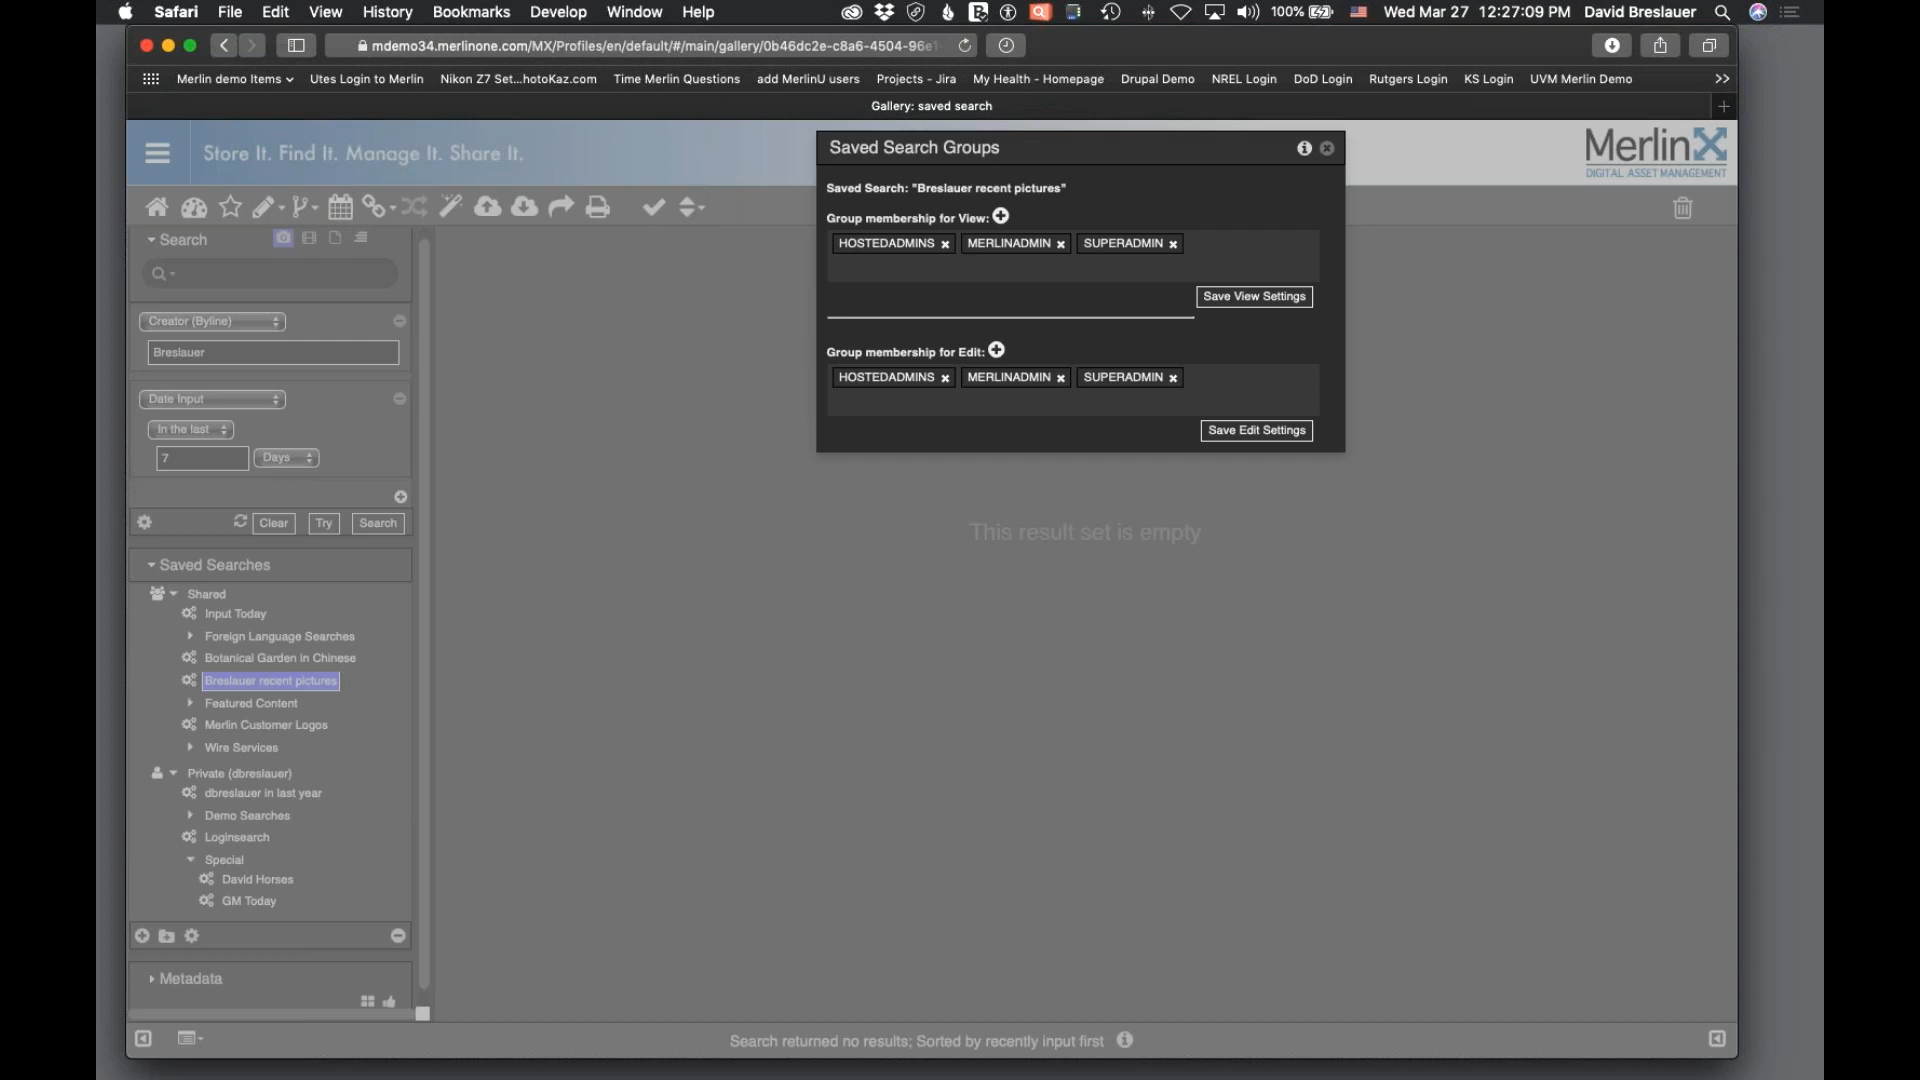 Safari File Edit View History Bookmarks Develop Window Help 100% Wed Mar 27 12:27:09 PM David Breslauer
mdemo34.merlinone.com/MX/Profiles/en/default/#/main/gallery/0b46dc2e-c8a6-4504-96e1
Merlin demo Items Utes Login to Merlin Nikon Z7 Set...hotoKaz.com Time Merlin Questions add MerlinU users Projects - Jira My Health - Homepage Drupal Demo NREL Login DoD Login Rutgers Login KS Login UVM Merlin Demo >>
Gallery: saved search
Store It. Find It. Manage It. Share It.
MerlinX
DIGITAL ASSET MANAGEMENT
Saved Search Groups
Saved Search: "Breslauer recent pictures"
Group membership for View:
HOSTEDADMINS x MERLINADMIN x SUPERADMIN x
Save View Settings
Group membership for Edit:
HOSTEDADMINS x MERLINADMIN x SUPERADMIN x
Save Edit Settings
Search
Creator (Byline)
Breslauer
Date Input
In the last
7 Days
Clear Try Search
Saved Searches
Shared
Input Today
Foreign Language Searches
Botanical Garden in Chinese
Breslauer recent pictures
Featured Content
Merlin Customer Logos
Wire Services
Private (dbreslauer)
dbreslauer in last year
Demo Searches
Loginsearch
Special
David Horses
GM Today
Metadata
This result set is empty
Search returned no results; Sorted by recently input first